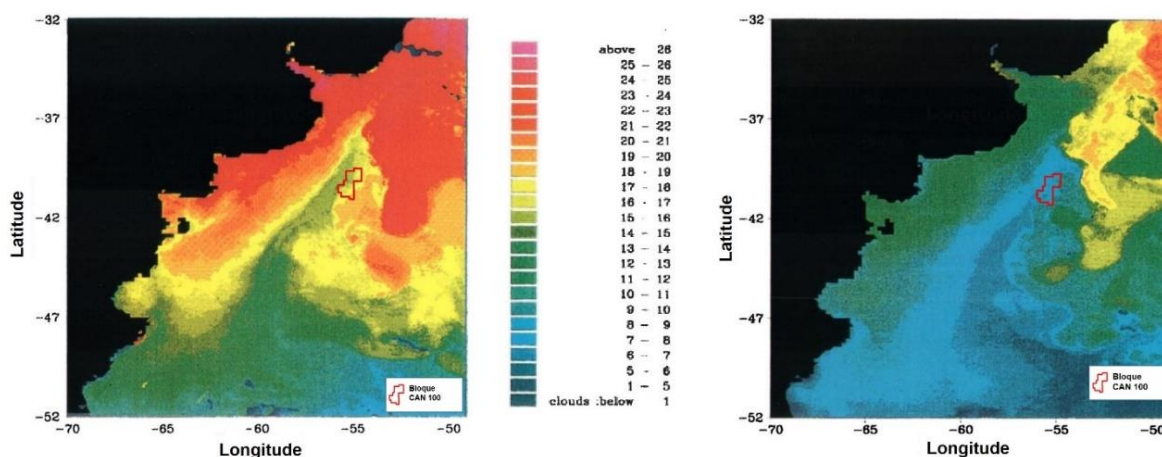 Latitude
−32
−37
−42
−47
−52
−70
−65
−60
−55
−50
Longitude
Bloque
CAN 100
above 26
25 – 26
24 · 25
23 · 24
22 – 23
21 – 22
20 – 21
19 – 20
18 · 19
17 – 18
16 · 17
15 – 16
14 – 15
13 – 14
12 – 13
11 – 12
10 – 11
9 – 10
8 – 9
7 – 8
6 – 7
5 - 6
1 – 5
clouds :below 1
Latitude
−32
−37
−42
−47
−52
−70
−65
−60
−55
−50
Longitude
Bloque
CAN 100